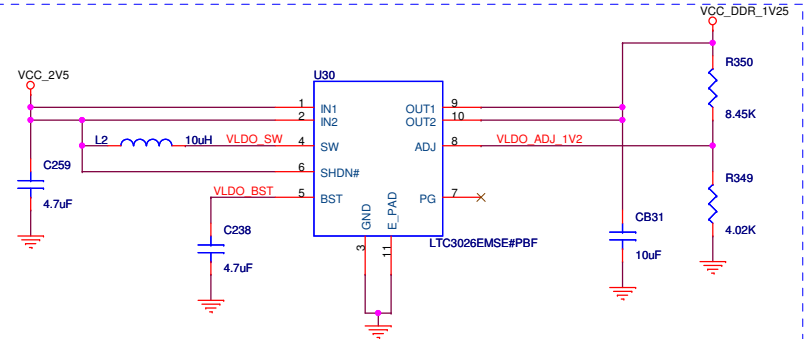 VCC_DDR_1V25
VCC_2V5
U30
R350
8.45K
1 IN1 OUT1 9
2 IN2 OUT2 10
L2 10uH VLDO_SW 4 SW ADJ 8 VLDO_ADJ_1V2
C259
4.7uF
6 SHDN#
VLDO_BST 5 BST PG 7
R349
4.02K
C238
4.7uF
GND E_PAD
3 11
LTC3026EMSE#PBF
CB31
10uF